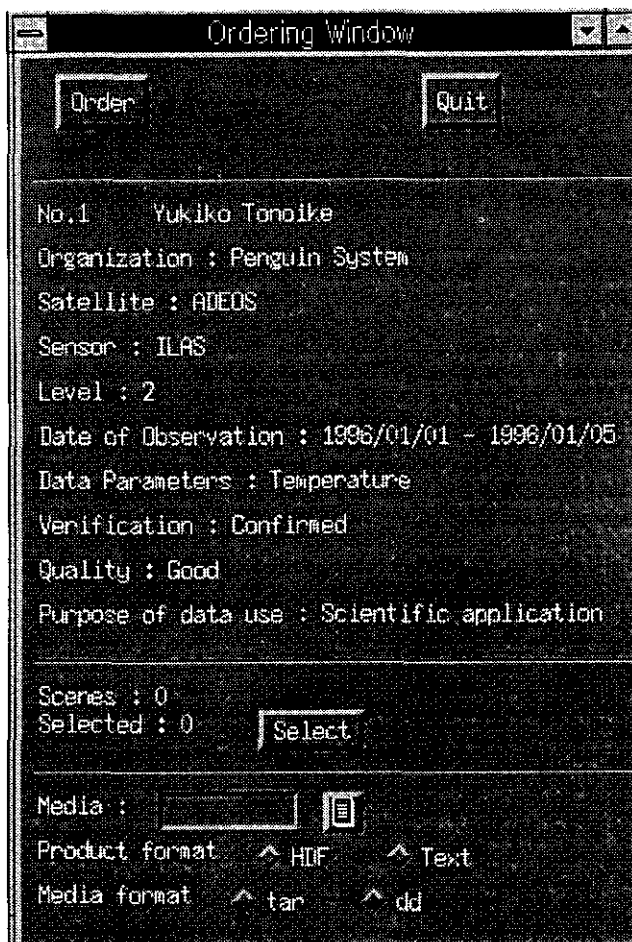 Ordering Window
Order Quit
No.1 Yukiko Tonoike
Organization : Penguin System
Satellite : ADEOS
Sensor : ILAS
Level : 2
Date of Observation : 1996/01/01 - 1996/01/05
Data Parameters : Temperature
Verification : Confirmed
Quality : Good
Purpose of data use : Scientific application
Scenes : 0
Selected : 0 Select
Media :
Product format ^ HDF ^ Text
Media format ^ tar ^ dd